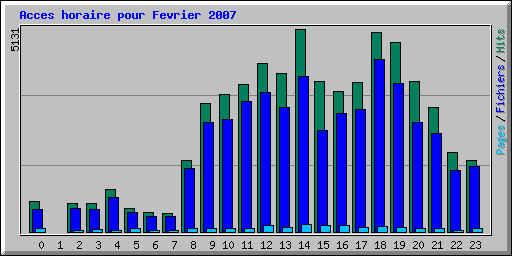 Acces horaire pour Fevrier 2007
5131
Pages / Fichiers / Hits
0 1 2 3 4 5 6 7 8 9 10 11 12 13 14 15 16 17 18 19 20 21 22 23